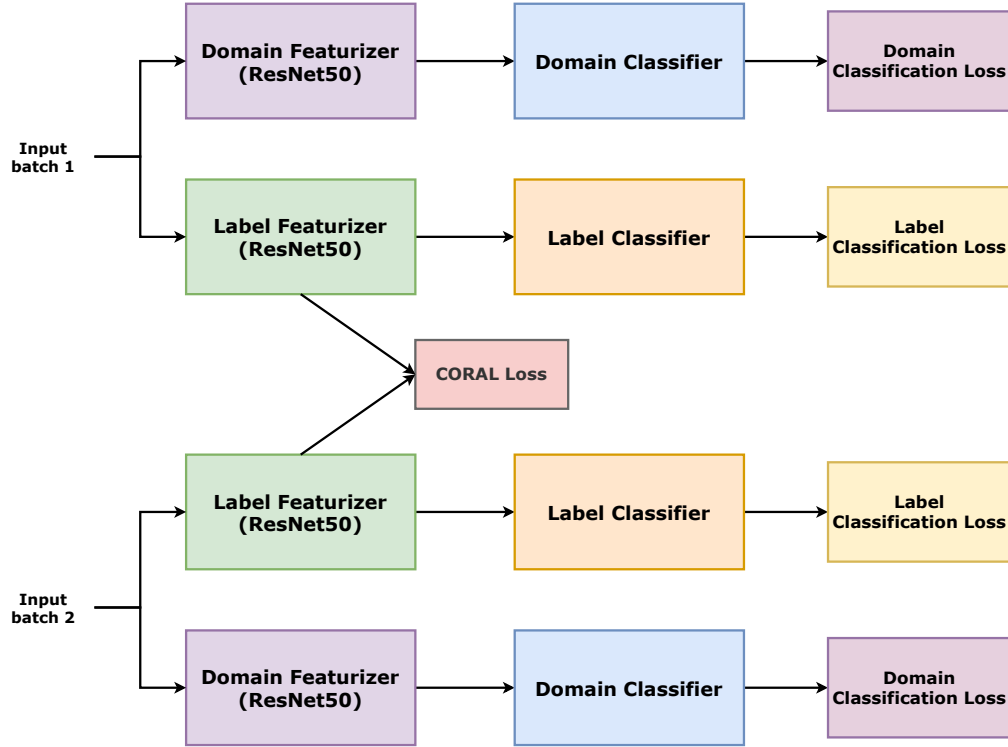 Domain Featurizer
(ResNet50)
Domain Classifier
Domain
Classification Loss
Input
batch 1
Label Featurizer
(ResNet50)
Label Classifier
Label
Classification Loss
CORAL Loss
Label Featurizer
(ResNet50)
Label Classifier
Label
Classification Loss
Input
batch 2
Domain Featurizer
(ResNet50)
Domain Classifier
Domain
Classification Loss